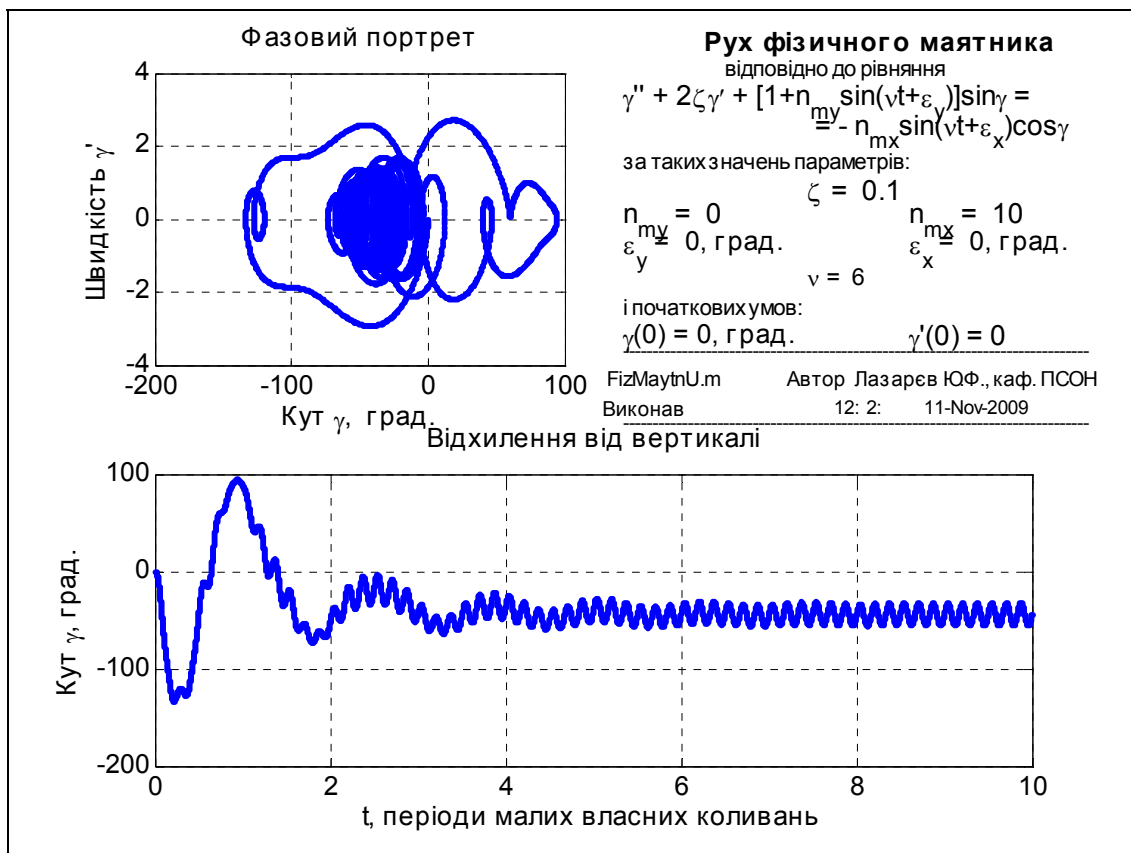 Фазовий портрет
4
2
0
-2
-4
Швидкість γ'
-200
-100
0
100
Кут γ, град.
Рух фізичного маятника
відповідно до рівняння
γ'' + 2ζγ' + [1+n_my sin(νt+ε_y)]sinγ =
= - n_mx sin(νt+ε_x)cosγ
за таких значень параметрів:
ζ = 0.1
n_my = 0 n_mx = 10
ε_y = 0, град. ε_x = 0, град.
ν = 6
і початкових умов:
γ(0) = 0, град. γ'(0) = 0
FizMaytnU.m Автор Лазарєв Ю.Ф., каф. ПСОН
Виконав 12: 2: 11-Nov-2009
Відхилення від вертикалі
100
0
-100
-200
Кут γ, град.
0 2 4 6 8 10
t, періоди малих власних коливань